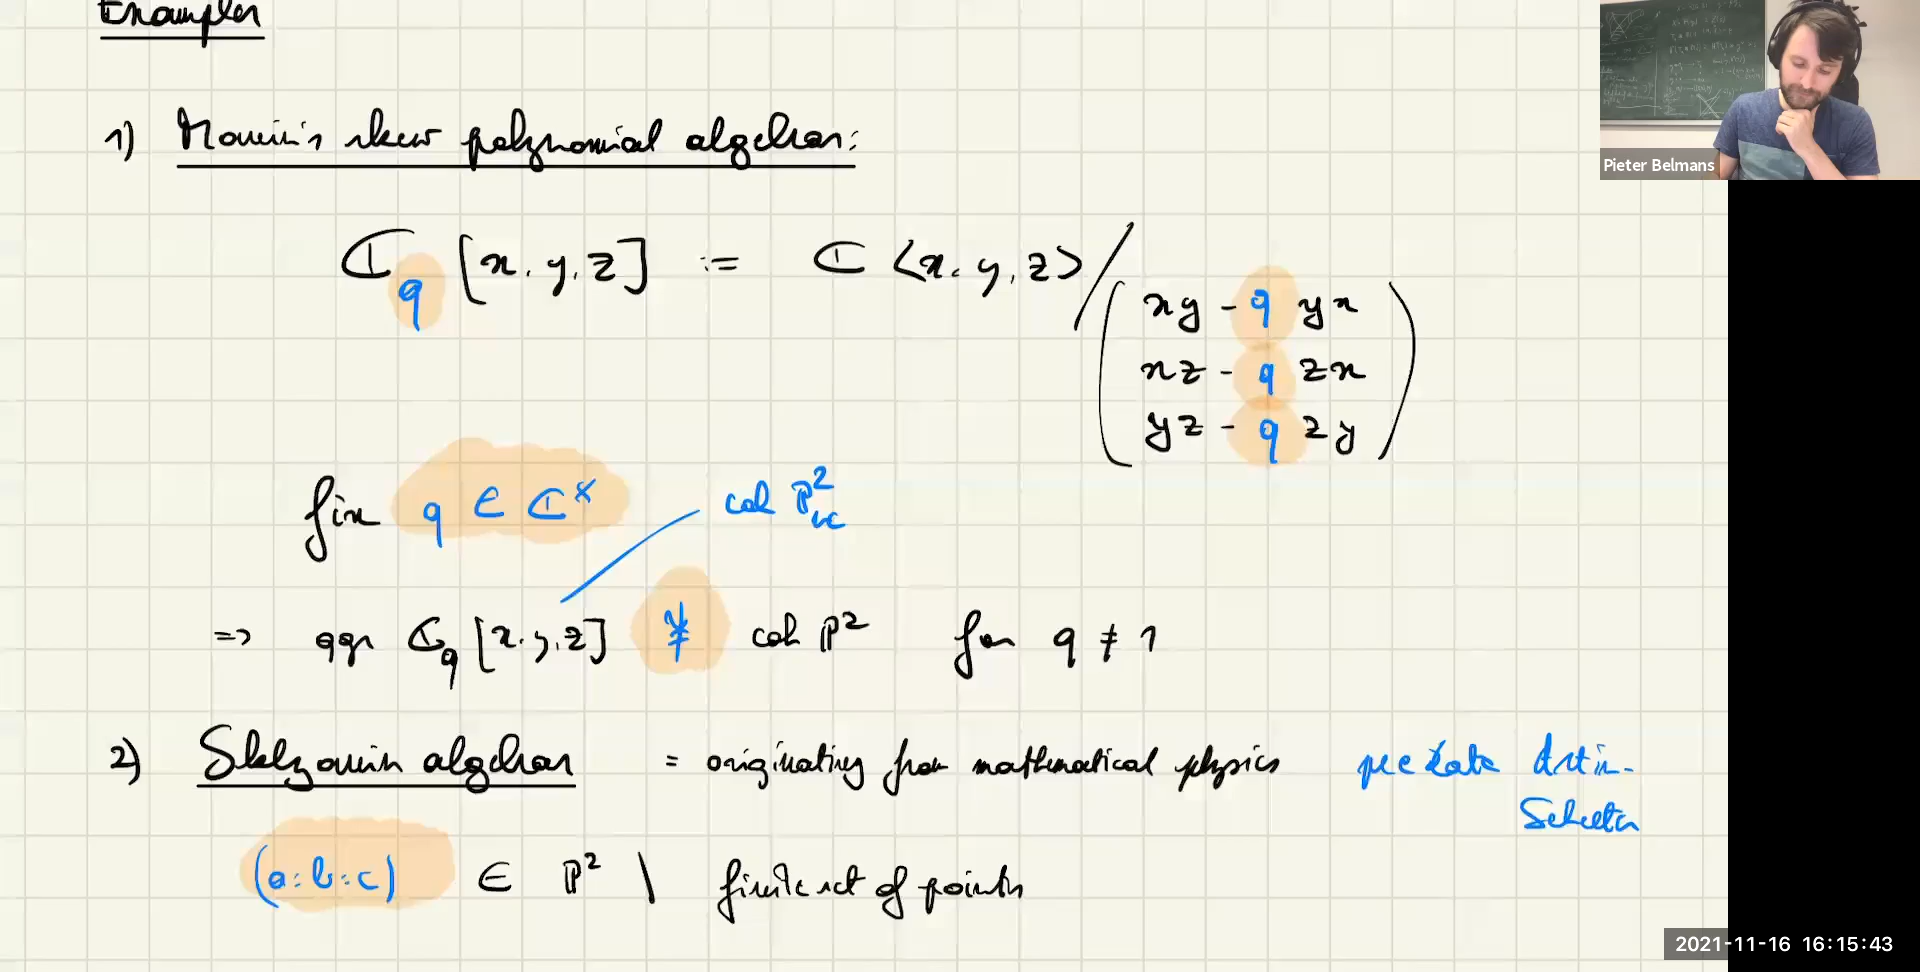 Examples
Pieter Belmans
1) Manin's skew polynomial algebras:
ℂ_q [x, y, z] := ℂ⟨x, y, z⟩ / ( xy - q yx
xz - q zx
yz - q zy )
fix q ∈ ℂ^× coh ℙ²_nc
=> qgr ℂ_q [x, y, z] ≄ coh ℙ² for q ≠ 1
2) Sklyanin algebras = originating from mathematical physics
Artin-
Schelter
(a:b:c) ∈ ℙ² \ finite set of points
2021-11-16 16:15:43